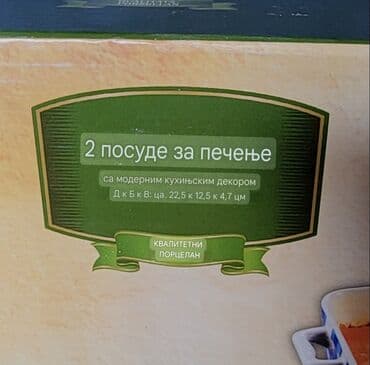 2 посуде за печење
са модерним кухињским декором
Д к Б к В: ца. 22,5 к 12,5 к 4,7 цм
КВАЛИТЕТНИ
ПОРЦЕЛАН